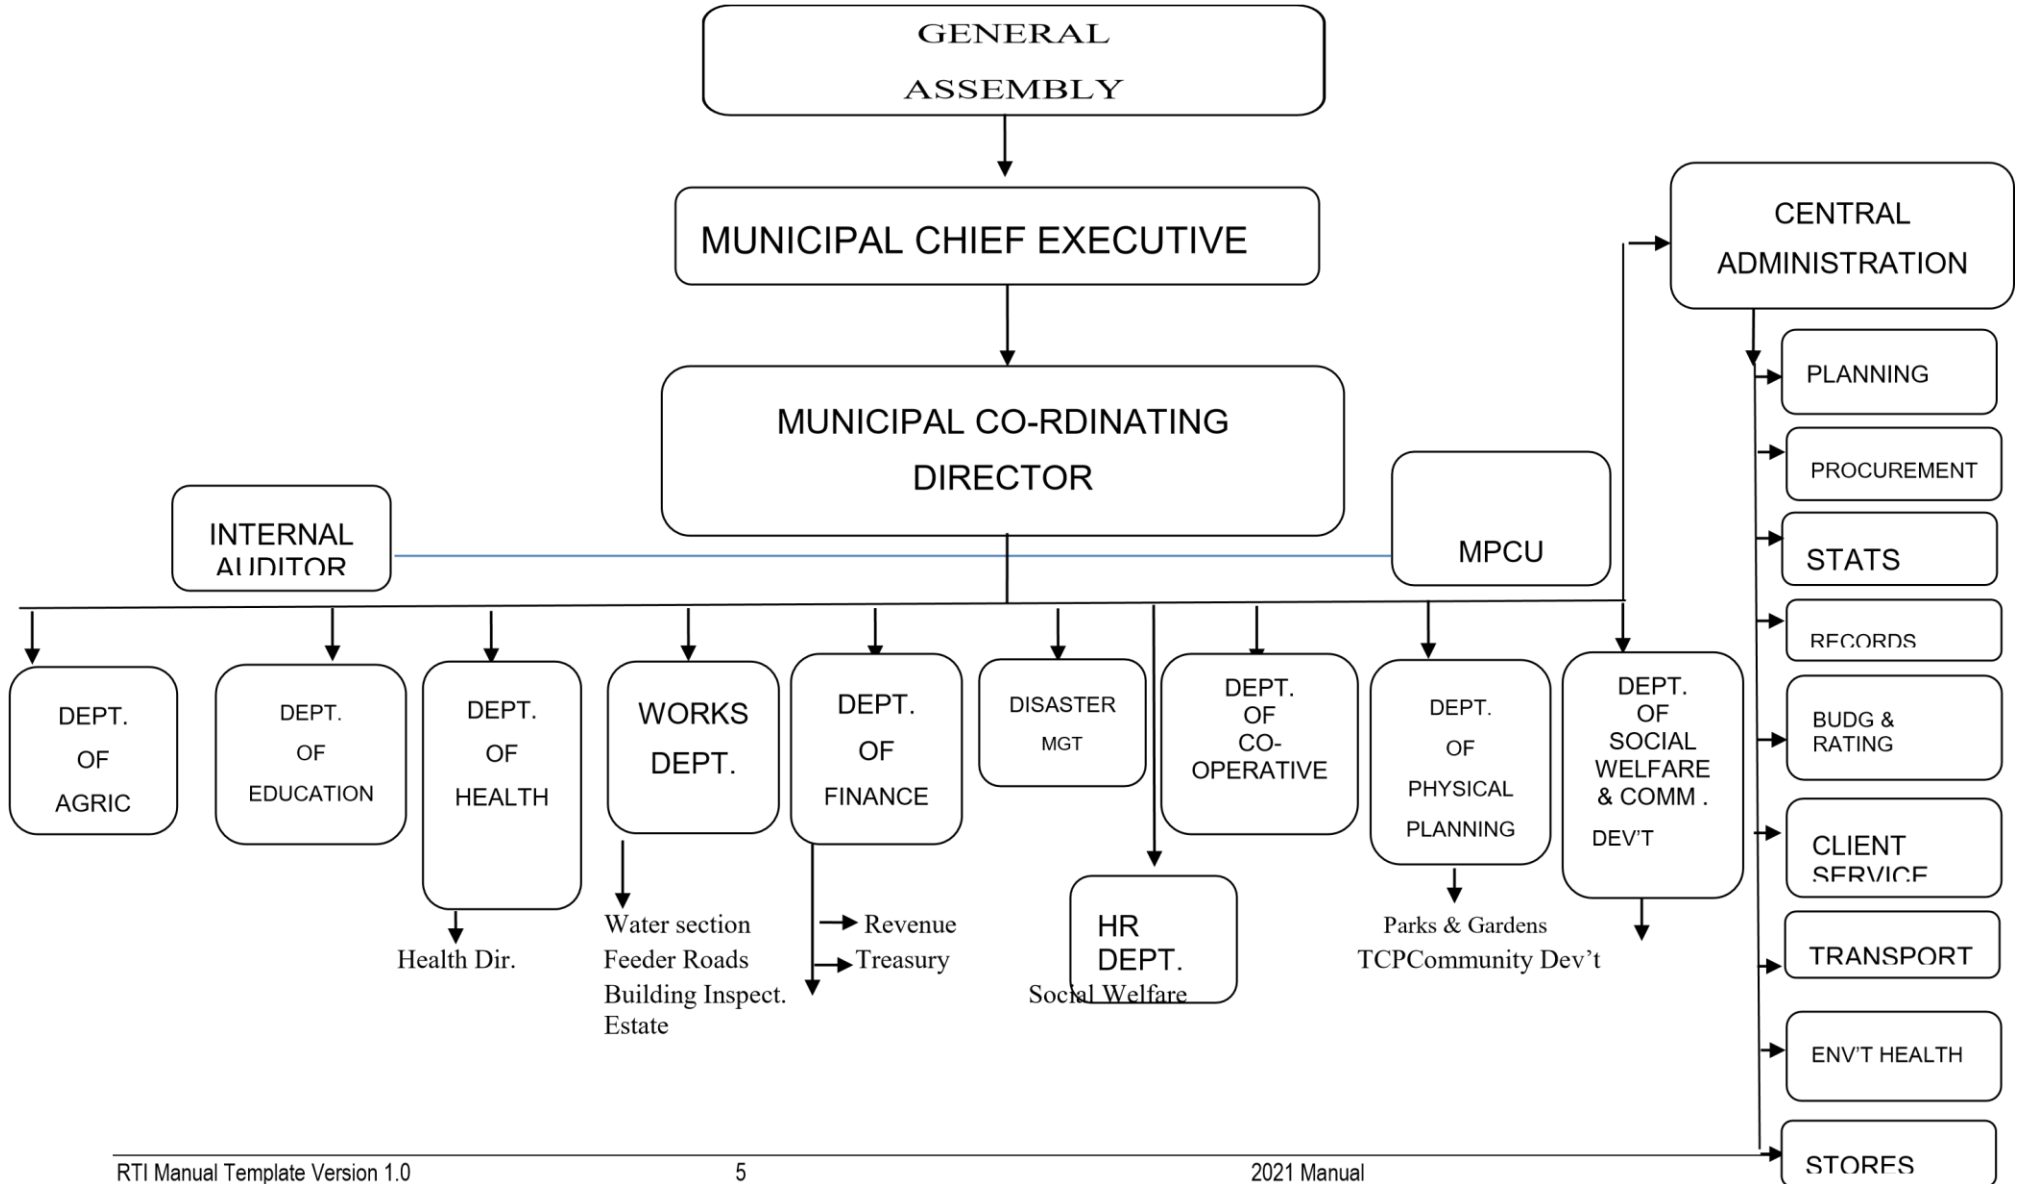 GENERAL
ASSEMBLY
MUNICIPAL CHIEF EXECUTIVE
CENTRAL
ADMINISTRATION
MUNICIPAL CO-RDINATING
DIRECTOR
INTERNAL
AUDITOR
MPCU
PLANNING
PROCUREMENT
STATS
RECORDS
BUDG &
RATING
CLIENT
SERVICE
TRANSPORT
ENV'T HEALTH
STORES
DEPT.
OF
AGRIC
DEPT.
OF
EDUCATION
DEPT.
OF
HEALTH
WORKS
DEPT.
DEPT.
OF
FINANCE
DISASTER
MGT
DEPT.
OF
CO-
OPERATIVE
DEPT.
OF
PHYSICAL
PLANNING
DEPT.
OF
SOCIAL
WELFARE
& COMM .
DEV'T
HR
DEPT.
Health Dir.
Water section
Feeder Roads
Building Inspect.
Estate
Revenue
Treasury
Social Welfare
Parks & Gardens
TCPCommunity Dev't
RTI Manual Template Version 1.0
5
2021 Manual